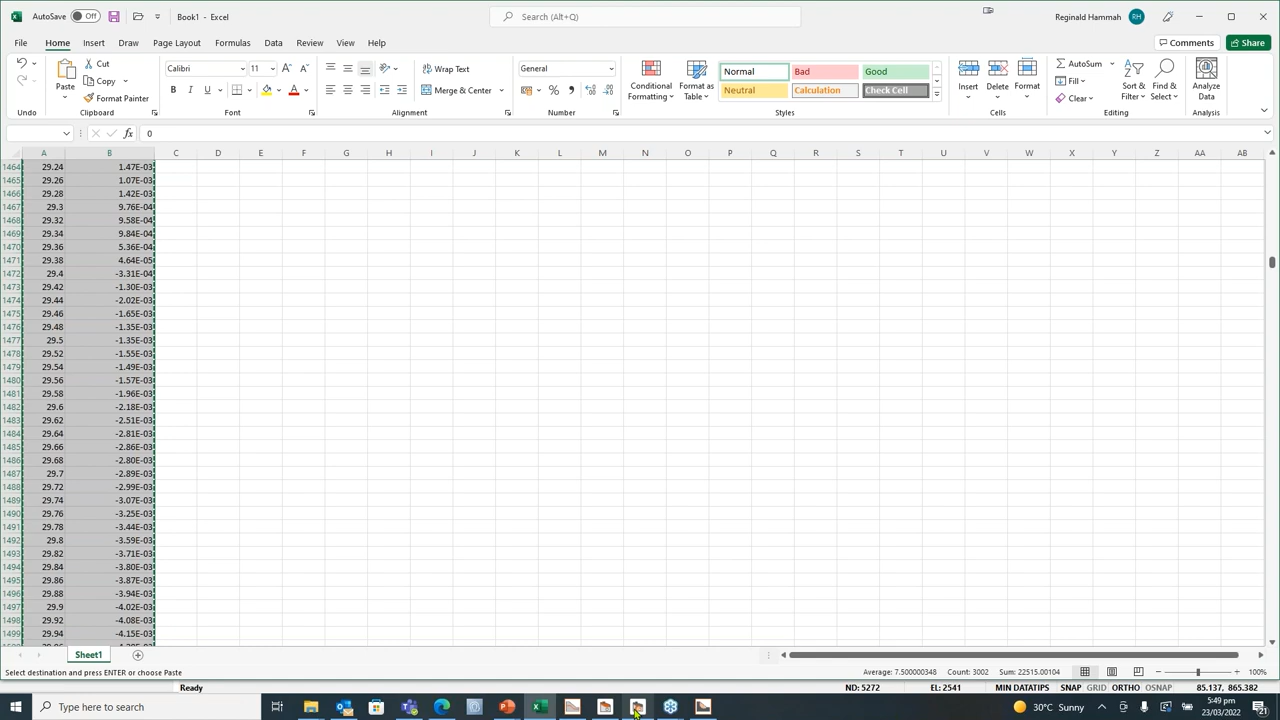 AutoSave Off Book1 - Excel Search (Alt+Q) Reginald Hammah RH
File Home Insert Draw Page Layout Formulas Data Review View Help Comments Share
Paste Cut Copy Format Painter Calibri 11 Wrap Text Merge & Center General Conditional Formatting Format as Table Normal Bad Good Neutral Calculation Check Cell Insert Delete Format AutoSum Fill Clear Sort & Filter Find & Select Analyze Data
Undo Clipboard Font Alignment Number Styles Cells Editing Analysis
0
A B C D E F G H I J K L M N O P Q R S T U V W X Y Z AA AB
1464 29.24 1.47E-03
1465 29.26 1.07E-03
1466 29.28 1.42E-03
1467 29.3 9.76E-04
1468 29.32 9.58E-04
1469 29.34 9.84E-04
1470 29.36 5.36E-04
1471 29.38 4.64E-05
1472 29.4 -3.31E-04
1473 29.42 -1.30E-03
1474 29.44 -2.02E-03
1475 29.46 -1.65E-03
1476 29.48 -1.35E-03
1477 29.5 -1.35E-03
1478 29.52 -1.55E-03
1479 29.54 -1.49E-03
1480 29.56 -1.57E-03
1481 29.58 -1.96E-03
1482 29.6 -2.18E-03
1483 29.62 -2.51E-03
1484 29.64 -2.81E-03
1485 29.66 -2.86E-03
1486 29.68 -2.80E-03
1487 29.7 -2.89E-03
1488 29.72 -2.99E-03
1489 29.74 -3.07E-03
1490 29.76 -3.25E-03
1491 29.78 -3.44E-03
1492 29.8 -3.59E-03
1493 29.82 -3.71E-03
1494 29.84 -3.80E-03
1495 29.86 -3.87E-03
1496 29.88 -3.94E-03
1497 29.9 -4.02E-03
1498 29.92 -4.08E-03
1499 29.94 -4.15E-03
Sheet1
Select destination and press ENTER or choose Paste Average: 7.500000348 Count: 3002 Sum: 22515.00104 100%
Ready ND: 5272 EL: 2541 MIN DATATIPS SNAP GRID ORTHO OSNAP 85.137, 865.382
Type here to search 30°C Sunny 5:49 pm
23/03/2022 21